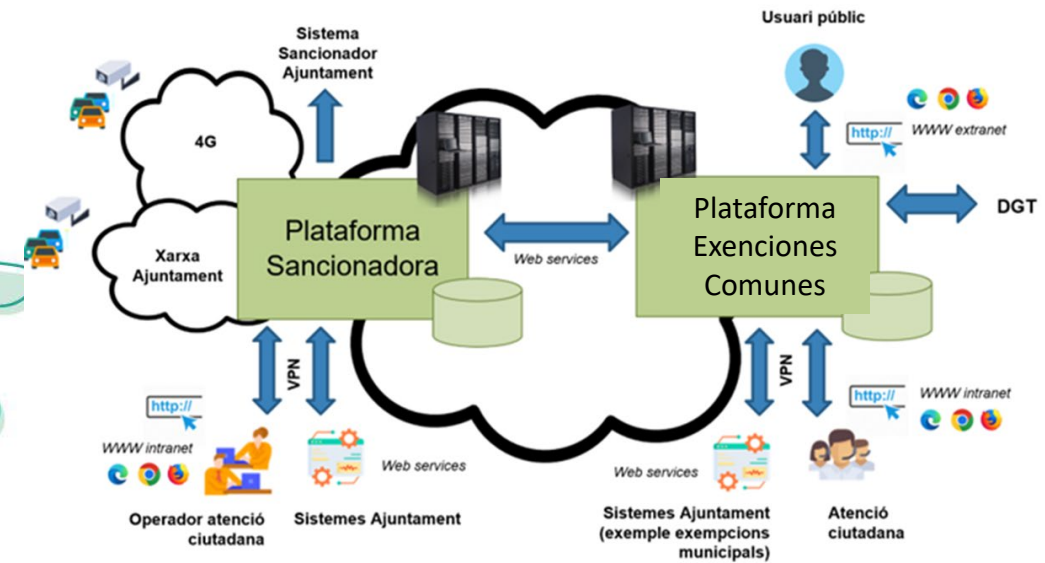 Usuari públic
Sistema
Sancionador
Ajuntament
4G
http://
WWW extranet
Plataforma
Sancionadora
Web services
Plataforma
Exenciones
Comunes
DGT
Xarxa
Ajuntament
VPN
VPN
http://
WWW intranet
Web services
Operador atenció
ciutadana
Sistemes Ajuntament
Web services
http://
WWW intranet
Sistemes Ajuntament
(exemple exempcions
municipals)
Atenció
ciutadana